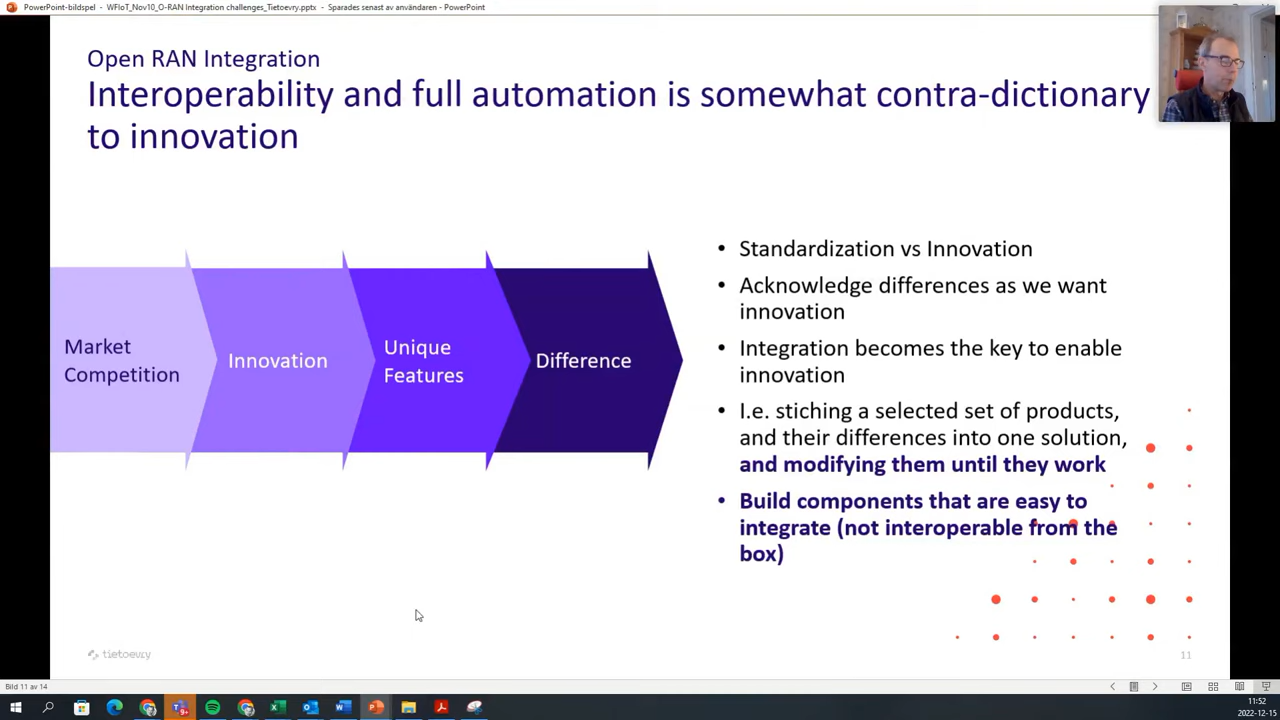 PowerPoint-bildspel - WFIoT_Nov10_O-RAN Integration challenges_Tietoevry.pptx - Sparades senast av användaren - PowerPoint
Open RAN Integration
Interoperability and full automation is somewhat contra-dictionary
to innovation
Market
Competition
Innovation
Unique
Features
Difference
• Standardization vs Innovation
• Acknowledge differences as we want
innovation
• Integration becomes the key to enable
innovation
• I.e. stiching a selected set of products,
and their differences into one solution,
and modifying them until they work
• Build components that are easy to
integrate (not interoperable from the
box)
tietoevry
11
Bild 11 av 14
11:52
2022-12-15